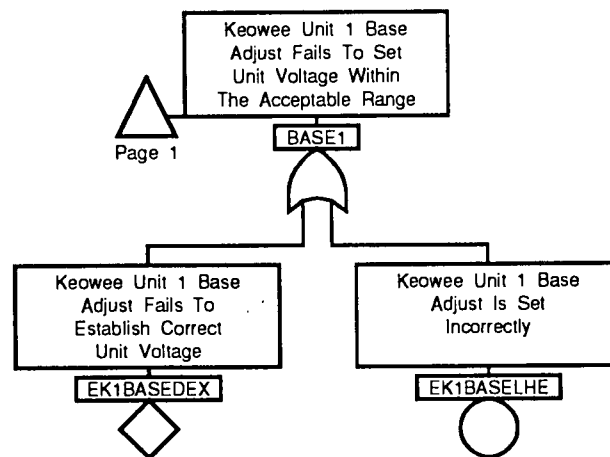 Keowee Unit 1 Base
Adjust Fails To Set
Unit Voltage Within
The Acceptable Range
Page 1
BASE1
Keowee Unit 1 Base
Adjust Fails To
Establish Correct
Unit Voltage
EK1BASEDEX
Keowee Unit 1 Base
Adjust Is Set
Incorrectly
EK1BASELHE